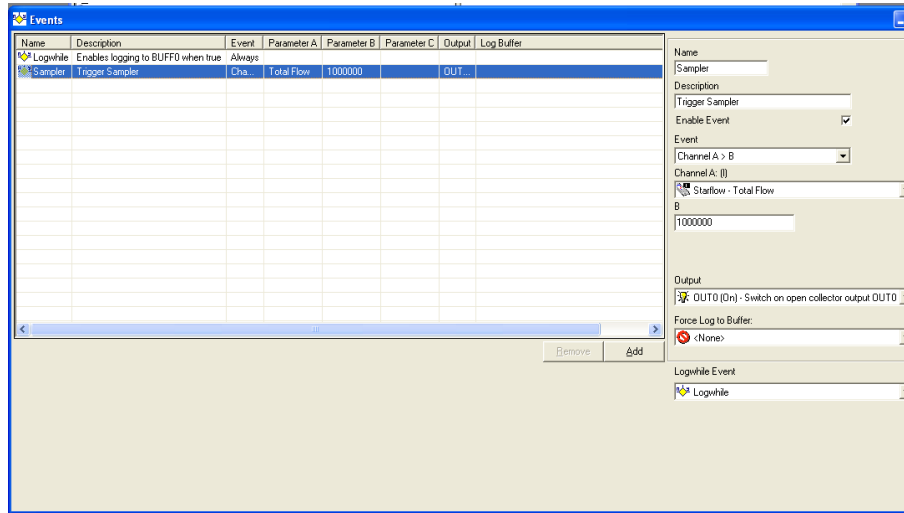 Events
Name Description Event Parameter A Parameter B Parameter C Output Log Buffer
Logwhile Enables logging to BUFF0 when true Always
Sampler Trigger Sampler Cha... Total Flow 1000000 OUT...
Remove Add
Name
Sampler
Description
Trigger Sampler
Enable Event
Event
Channel A > B
Channel A: (I)
Starflow - Total Flow
B
1000000
Output
OUT0 (On) - Switch on open collector output OUT0
Force Log to Buffer:
<None>
Logwhile Event
Logwhile